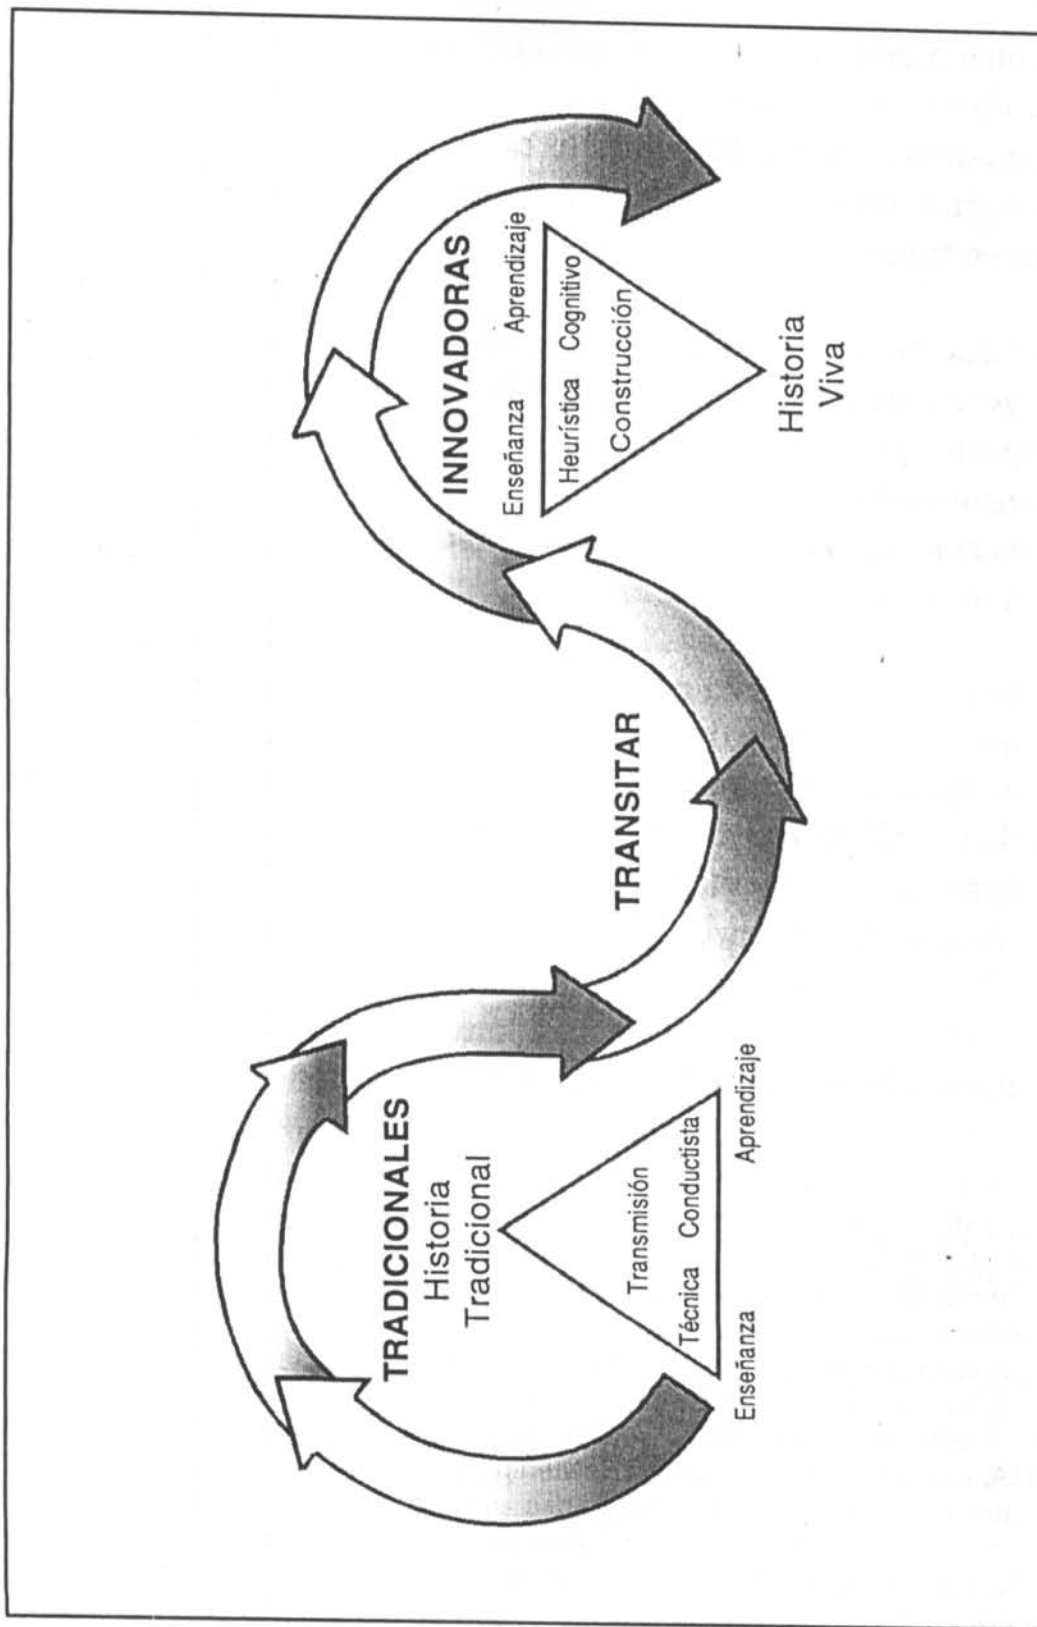 TRADICIONALES
Historia
Tradicional
Transmisión
Técnica Conductista
Enseñanza Aprendizaje
TRANSITAR
INNOVADORAS
Enseñanza Aprendizaje
Heurística Cognitivo
Construcción
Historia
Viva